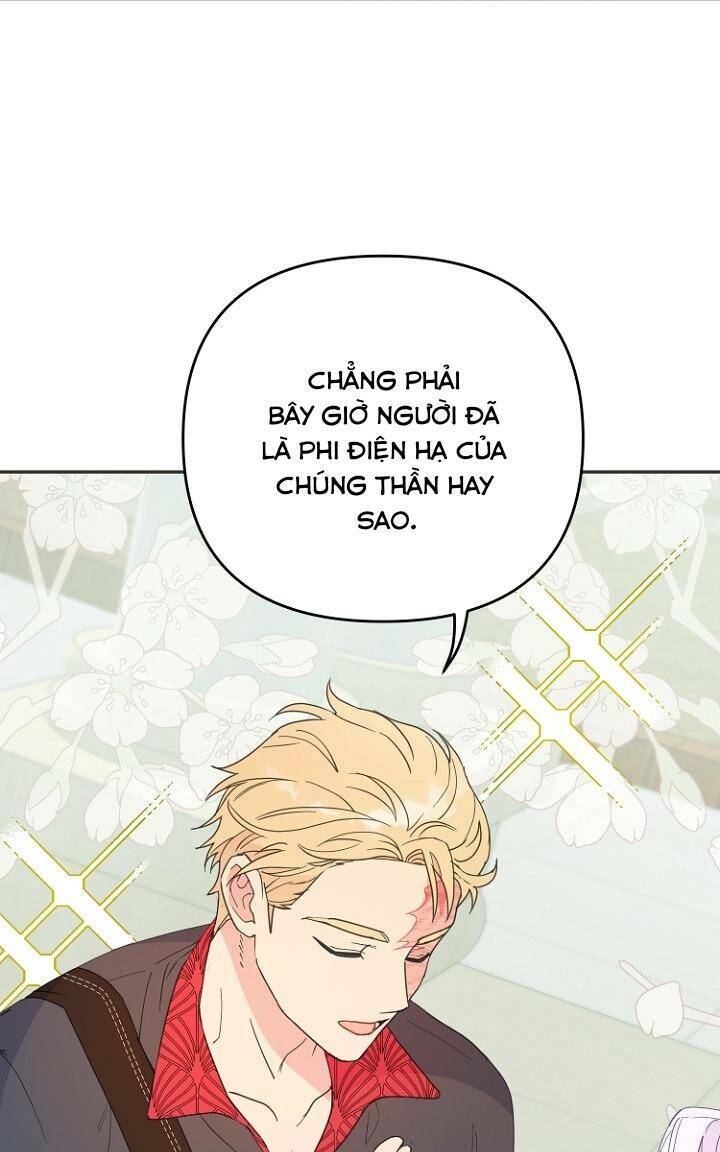 CHẲNG PHẢI
BÂY GIỜ NGƯỜI ĐÃ
LÀ PHI ĐIỆN HẠ CỦA
CHÚNG THẦN HAY
SAO.